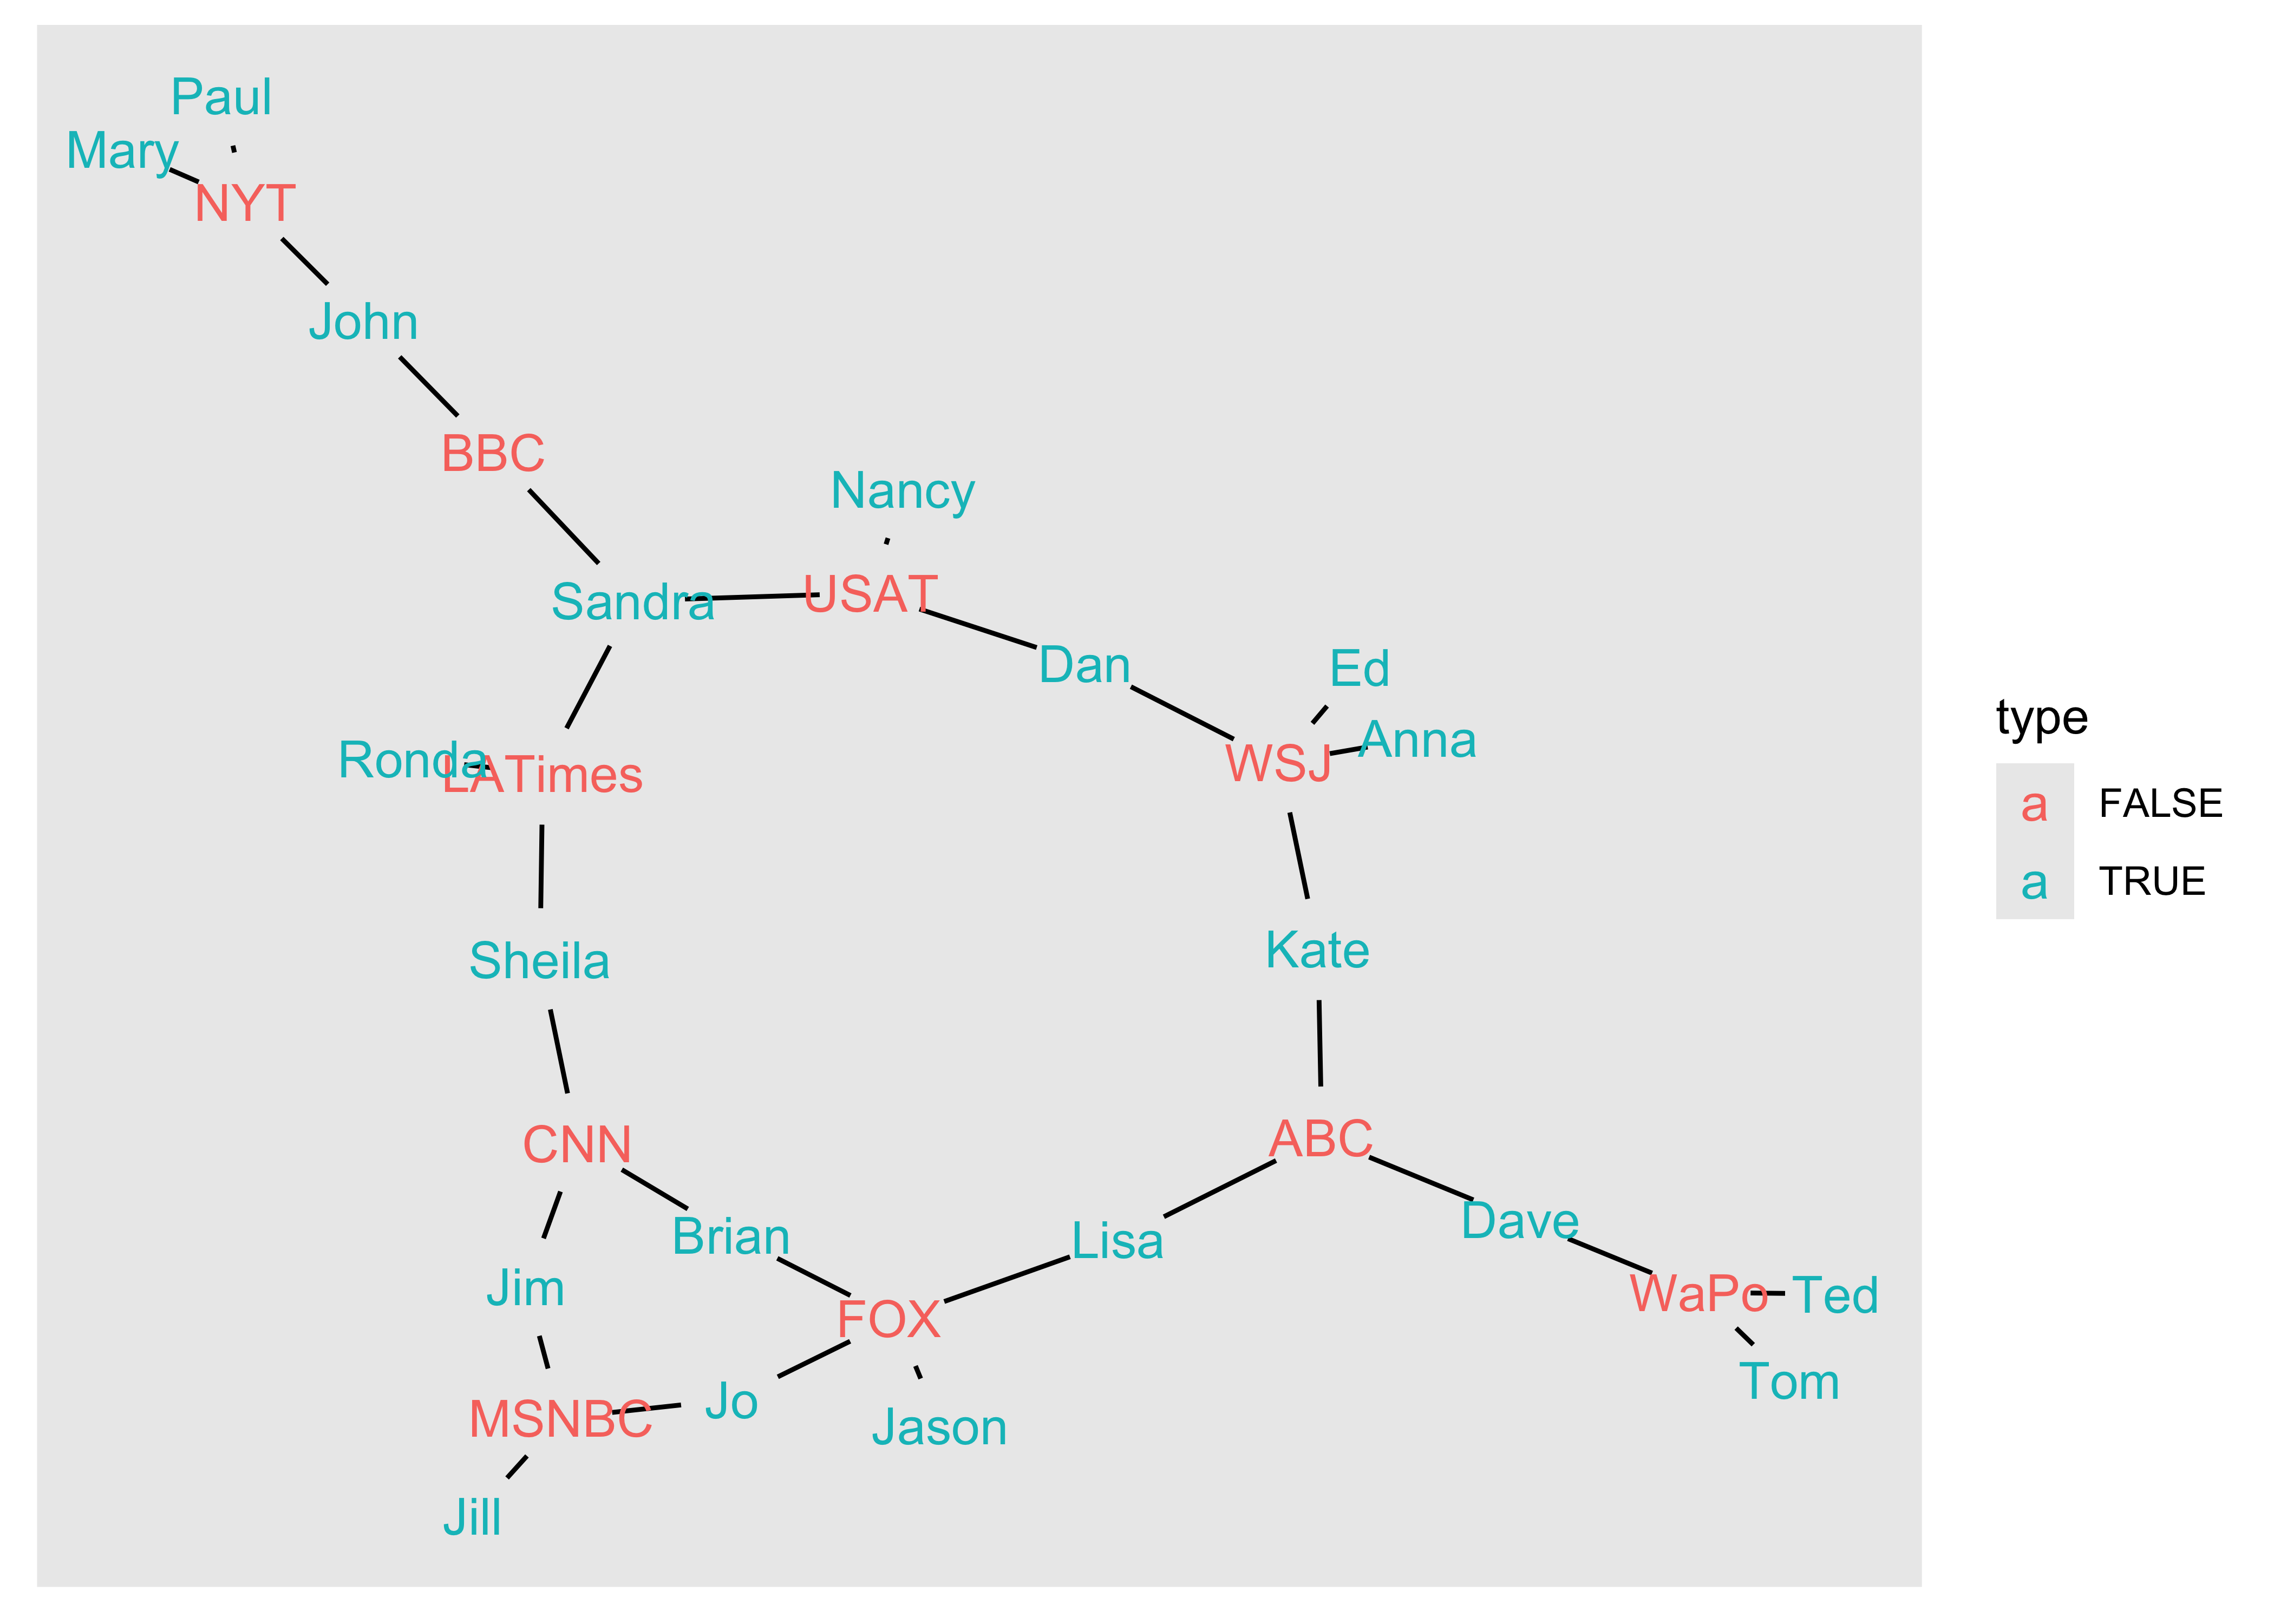 Paul
Mary
NYT
John
BBC
Nancy
Sandra
USAT
Dan
Ed
Anna
WSJ
Ronda
LATimes
Kate
Sheila
CNN
ABC
Brian
Lisa
Dave
Jim
FOX
WaPo
Ted
Tom
Jo
MSNBC
Jason
Jill
type
a FALSE
a TRUE